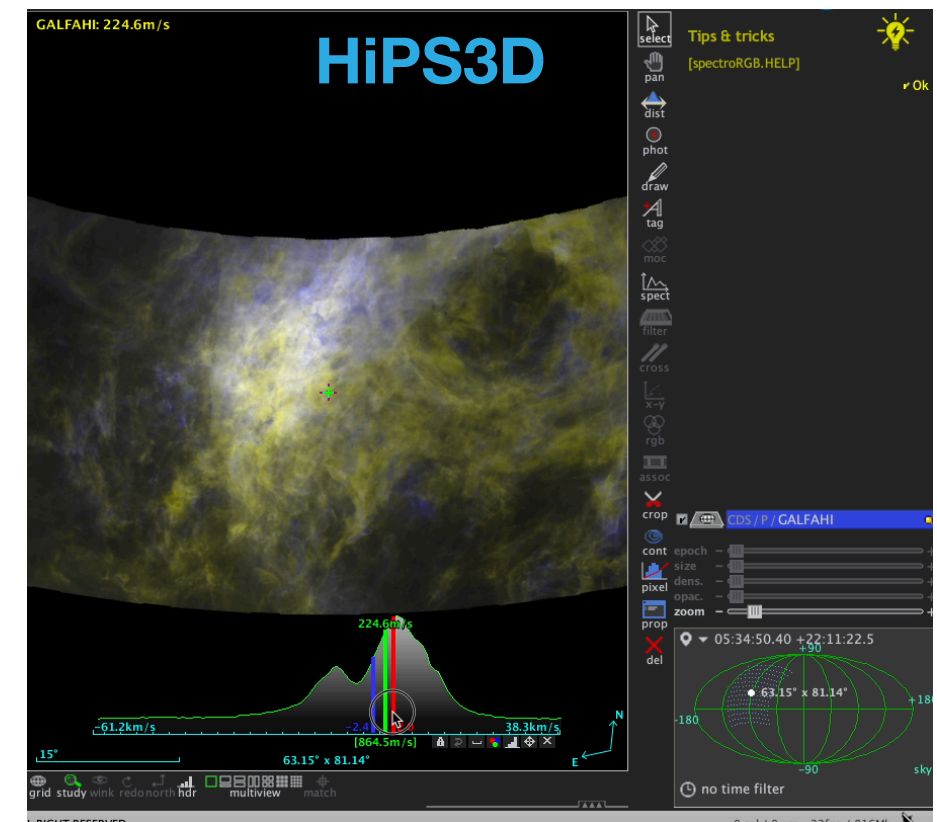 GALFAHI: 224.6m/s
HiPS3D
select
pan
dist
phot
draw
tag
moc
spect
filter
cross
x-y
rgb
assoc
crop
cont
pixel
prop
del
Tips & tricks
[spectroRGB.HELP]
Ok
CDS / P / GALFAHI
epoch - +
size - +
dens. - +
opac. - +
zoom - +
05:34:50.40 +22:11:22.5
+90
63.15° x 81.14°
-180
+180
-90
sky
no time filter
224.6m/s
-61.2km/s
-2.4
38.3km/s
[864.5m/s]
N
E
15°
63.15° x 81.14°
grid study wink redo north hdr multiview match